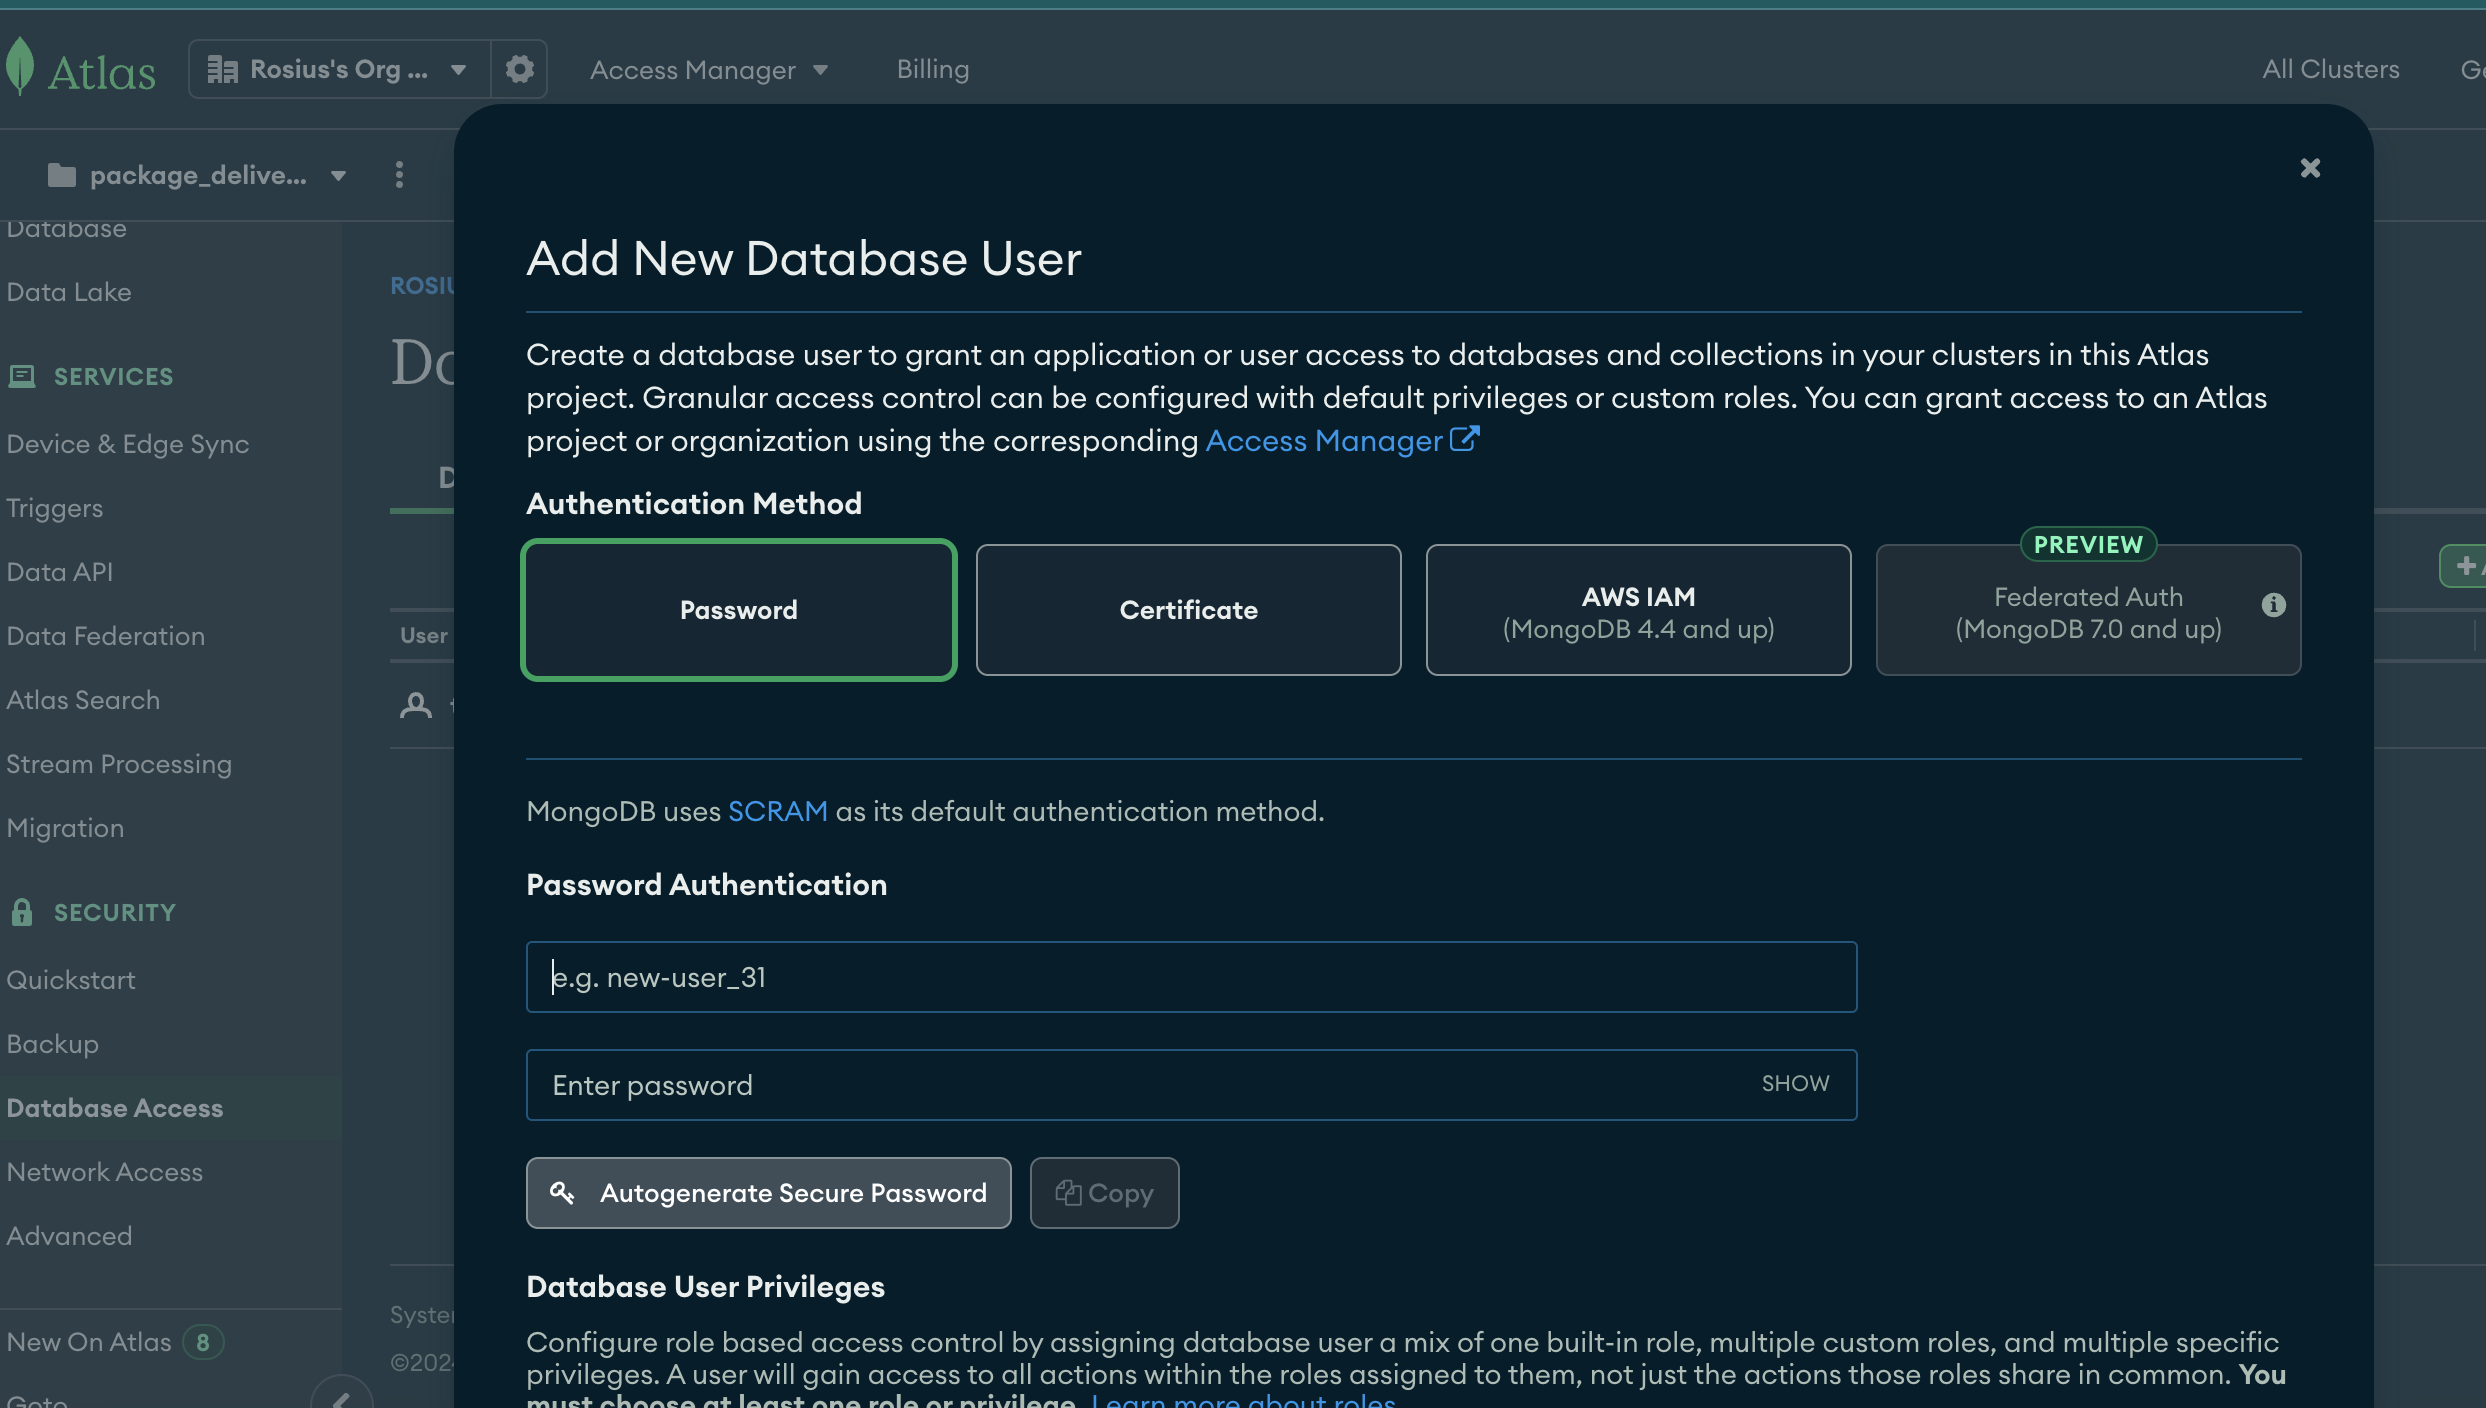 Atlas
Rosius's Org ...
Access Manager
Billing
All Clusters
package_delive...
Database
Data Lake
SERVICES
Device & Edge Sync
Triggers
Data API
Data Federation
Atlas Search
Stream Processing
Migration
SECURITY
Quickstart
Backup
Database Access
Network Access
Advanced
New On Atlas 8
Goto
User
Add New Database User
Create a database user to grant an application or user access to databases and collections in your clusters in this Atlas
project. Granular access control can be configured with default privileges or custom roles. You can grant access to an Atlas
project or organization using the corresponding Access Manager
Authentication Method
Password
Certificate
AWS IAM
(MongoDB 4.4 and up)
PREVIEW
Federated Auth
(MongoDB 7.0 and up)
MongoDB uses SCRAM as its default authentication method.
Password Authentication
e.g. new-user_31
Enter password
SHOW
Autogenerate Secure Password
Copy
Database User Privileges
Configure role based access control by assigning database user a mix of one built-in role, multiple custom roles, and multiple specific
privileges. A user will gain access to all actions within the roles assigned to them, not just the actions those roles share in common. You
must choose at least one role or privilege. Learn more about roles.